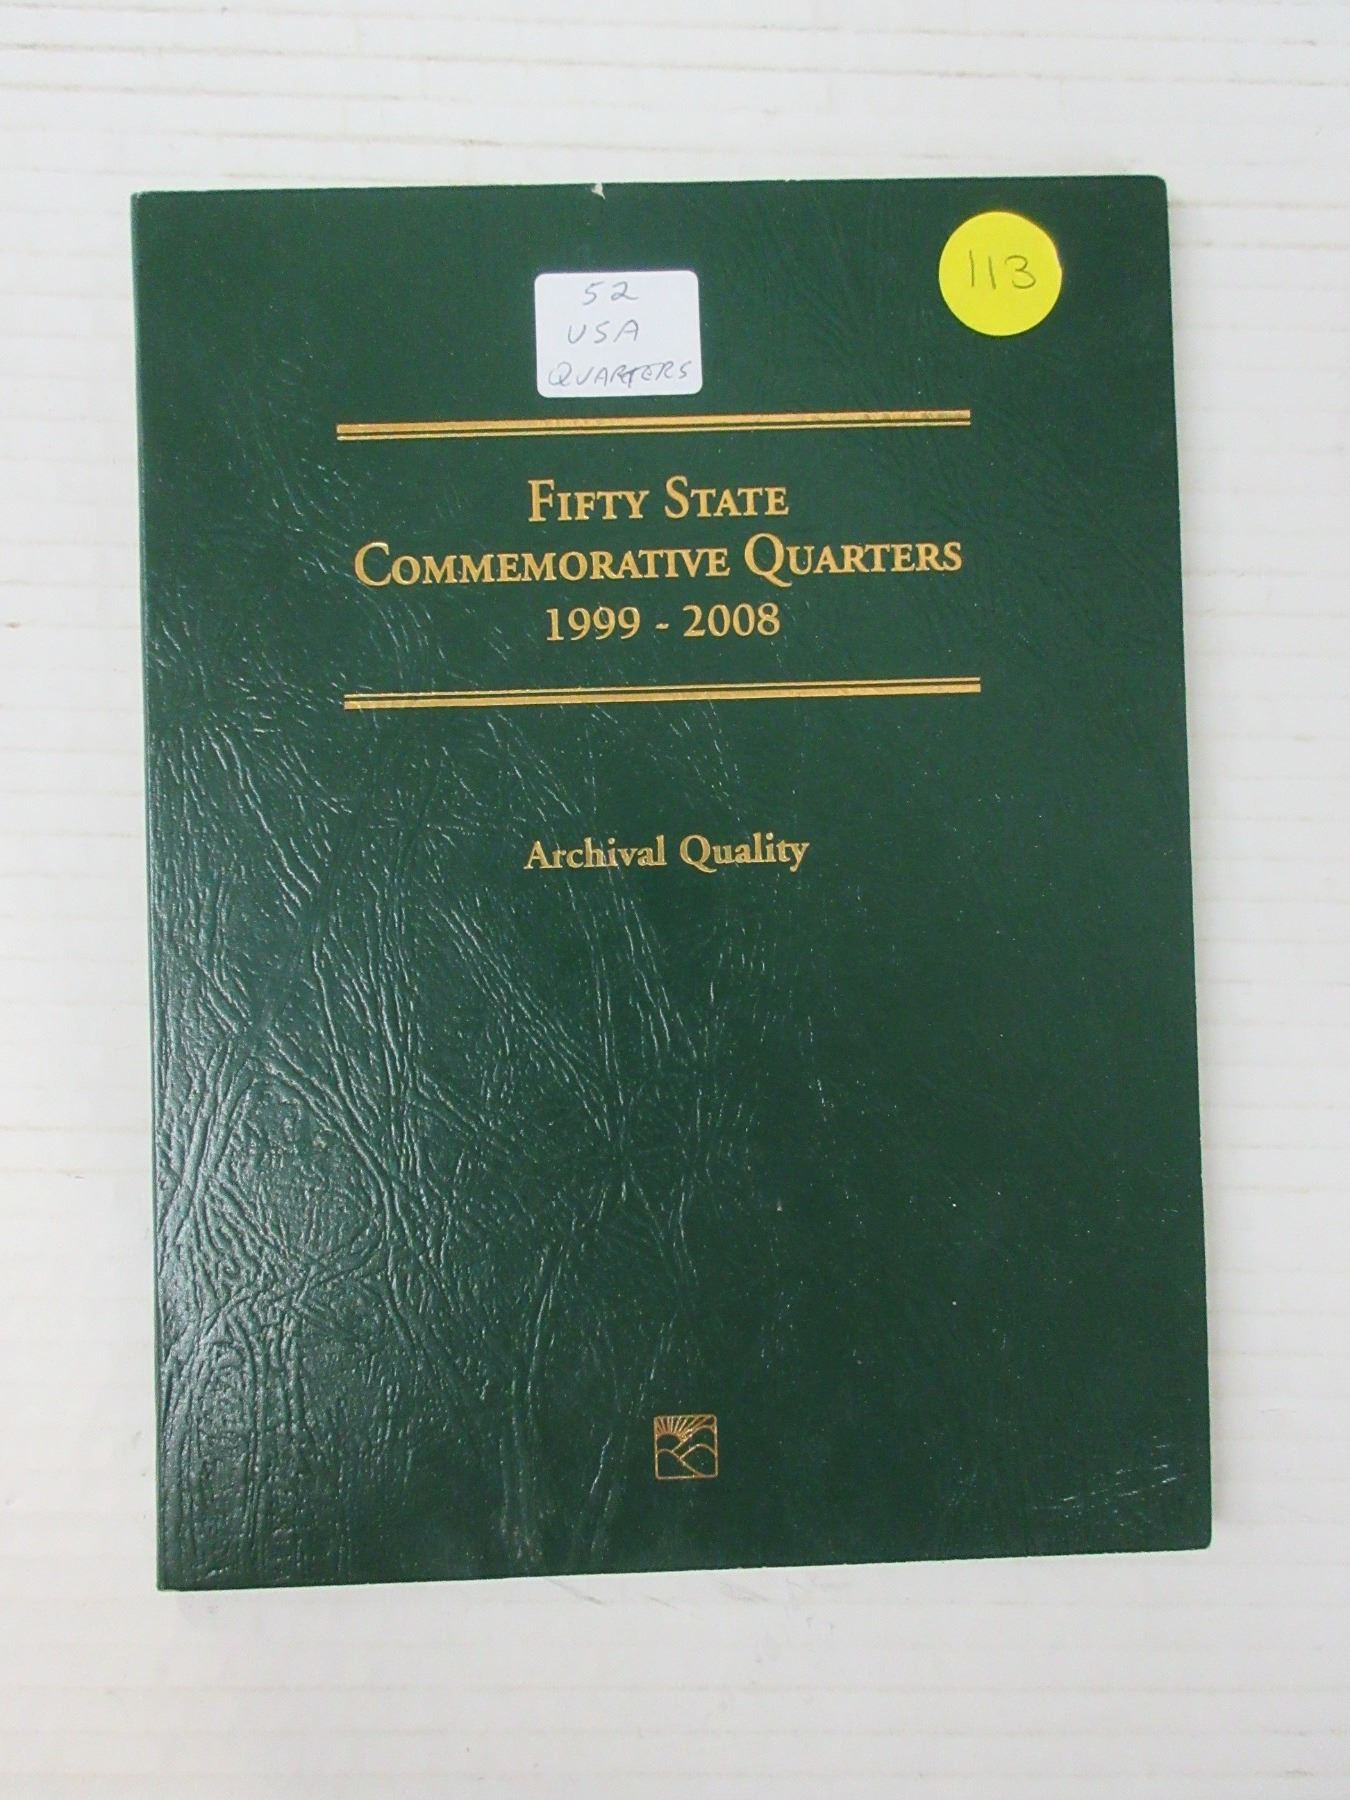 113
52
USA
QUARTERS
FIFTY STATE
COMMEMORATIVE QUARTERS
1999 - 2008
Archival Quality